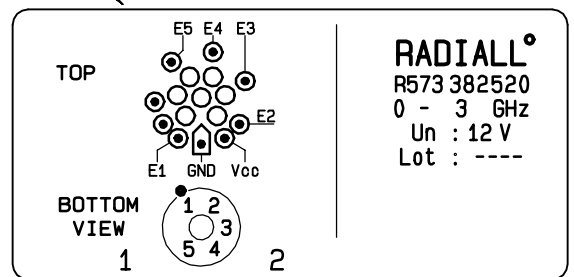 E5 E4 E3
TOP
E2
E1 GND Vcc
BOTTOM
VIEW
1 2
3
5 4
1 2
RADIALL°
R573 382520
0 - 3 GHz
Un : 12 V
Lot : ----